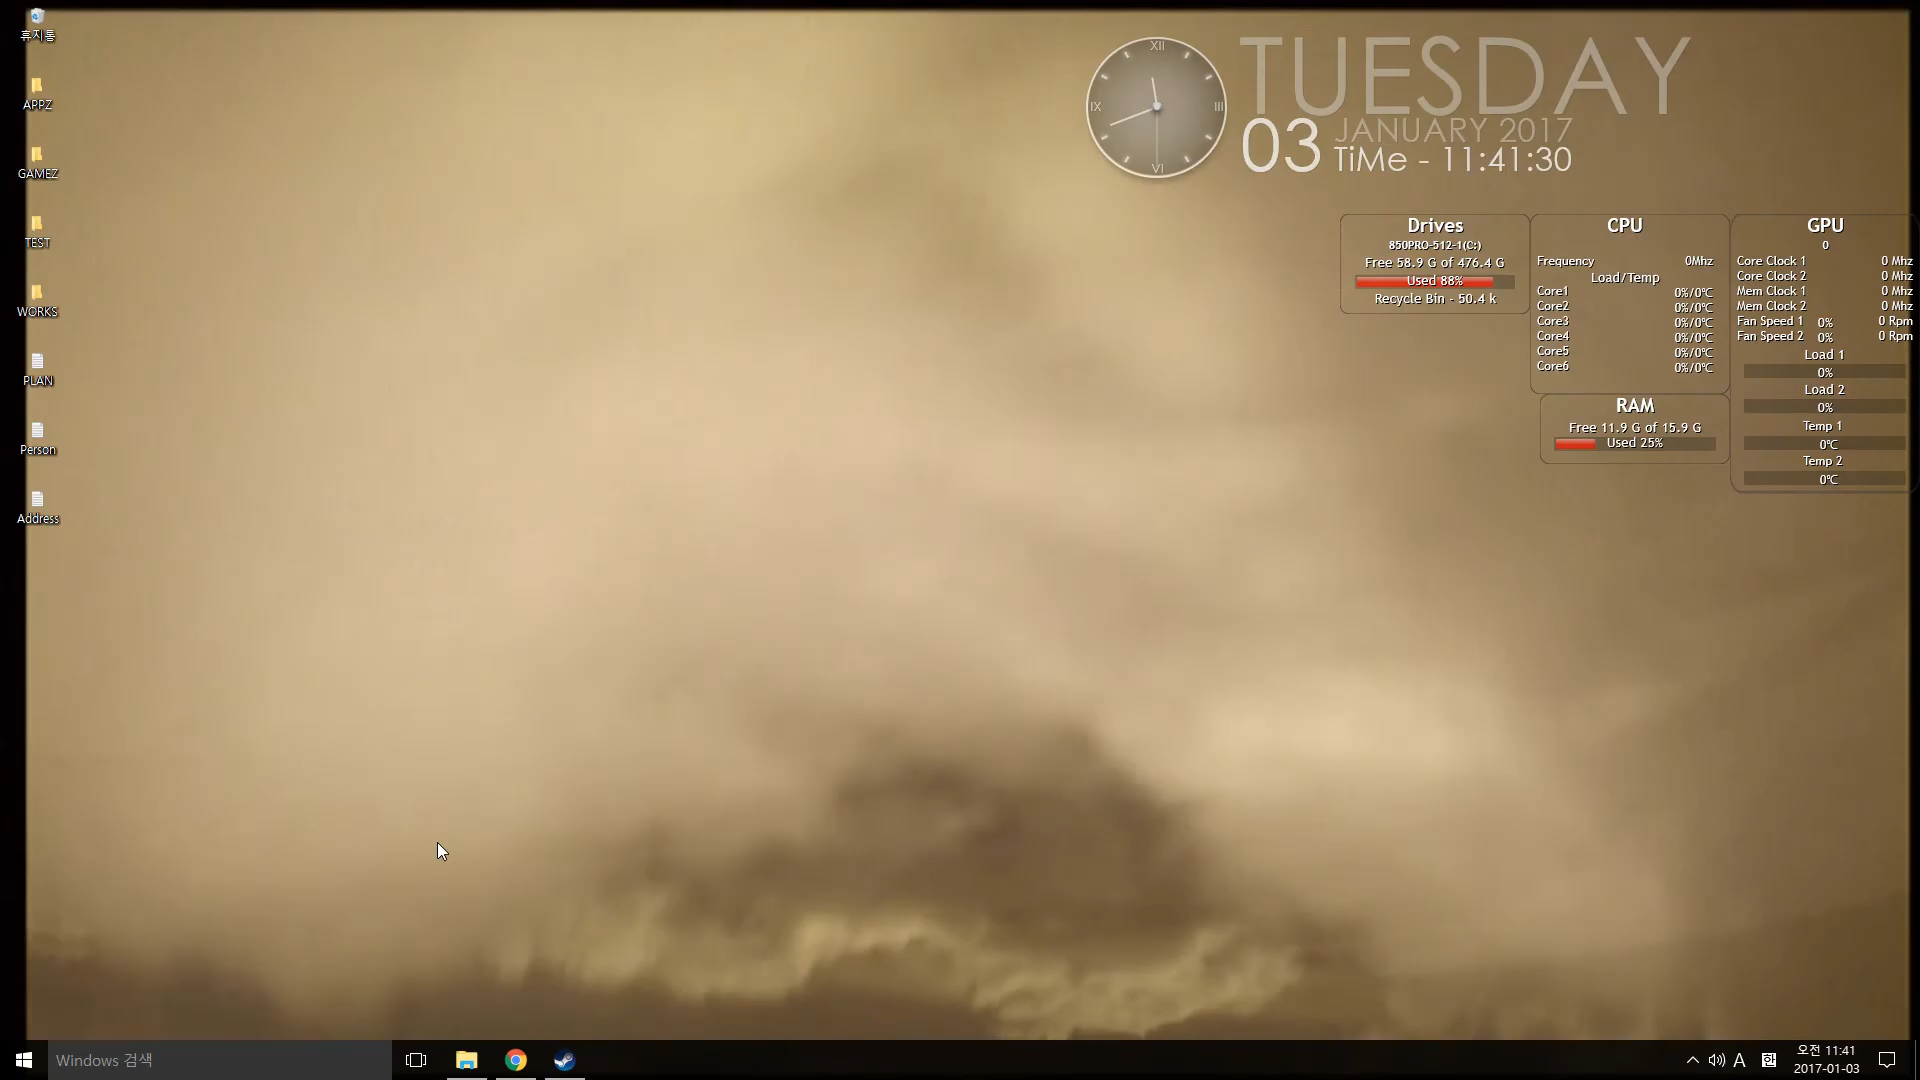 휴지통
APPZ
GAMEZ
TEST
WORKS
PLAN
Person
Address
XII
III
VI
IX
TUESDAY
03
JANUARY 2017
TiMe - 11:41:30
Drives
850PRO-512-1(C:)
Free 58.9 G of 476.4 G
Used 88%
Recycle Bin - 50.4 k
CPU
Frequency 0Mhz
Load/Temp
Core1 0%/0℃
Core2 0%/0℃
Core3 0%/0℃
Core4 0%/0℃
Core5 0%/0℃
Core6 0%/0℃
RAM
Free 11.9 G of 15.9 G
Used 25%
GPU
0
Core Clock 1 0 Mhz
Core Clock 2 0 Mhz
Mem Clock 1 0 Mhz
Mem Clock 2 0 Mhz
Fan Speed 1 0% 0 Rpm
Fan Speed 2 0% 0 Rpm
Load 1
0%
Load 2
0%
Temp 1
0℃
Temp 2
0℃
Windows 검색
A
한
오전 11:41
2017-01-03